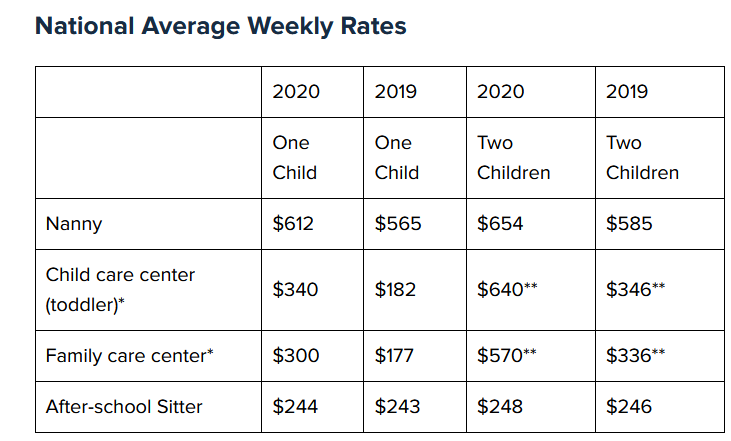 National Average Weekly Rates
2020 2019 2020 2019
One Child One Child Two Children Two Children
Nanny $612 $565 $654 $585
Child care center (toddler)* $340 $182 $640** $346**
Family care center* $300 $177 $570** $336**
After-school Sitter $244 $243 $248 $246